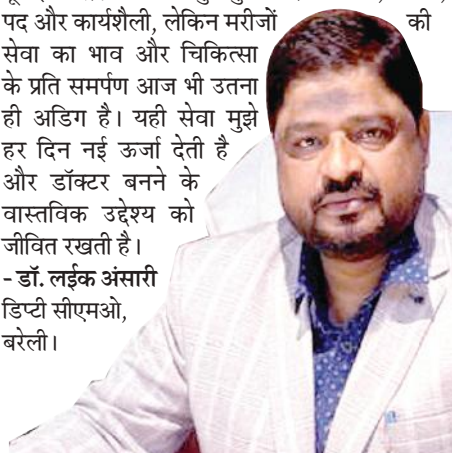 पद और कार्यशैली, लेकिन मरीजों की
सेवा का भाव और चिकित्सा
के प्रति समर्पण आज भी उतना
ही अडिग है। यही सेवा मुझे
हर दिन नई ऊर्जा देती है
और डॉक्टर बनने के
वास्तविक उद्देश्य को
जीवित रखती है।
- डॉ. लईक अंसारी
डिप्टी सीएमओ,
बरेली।